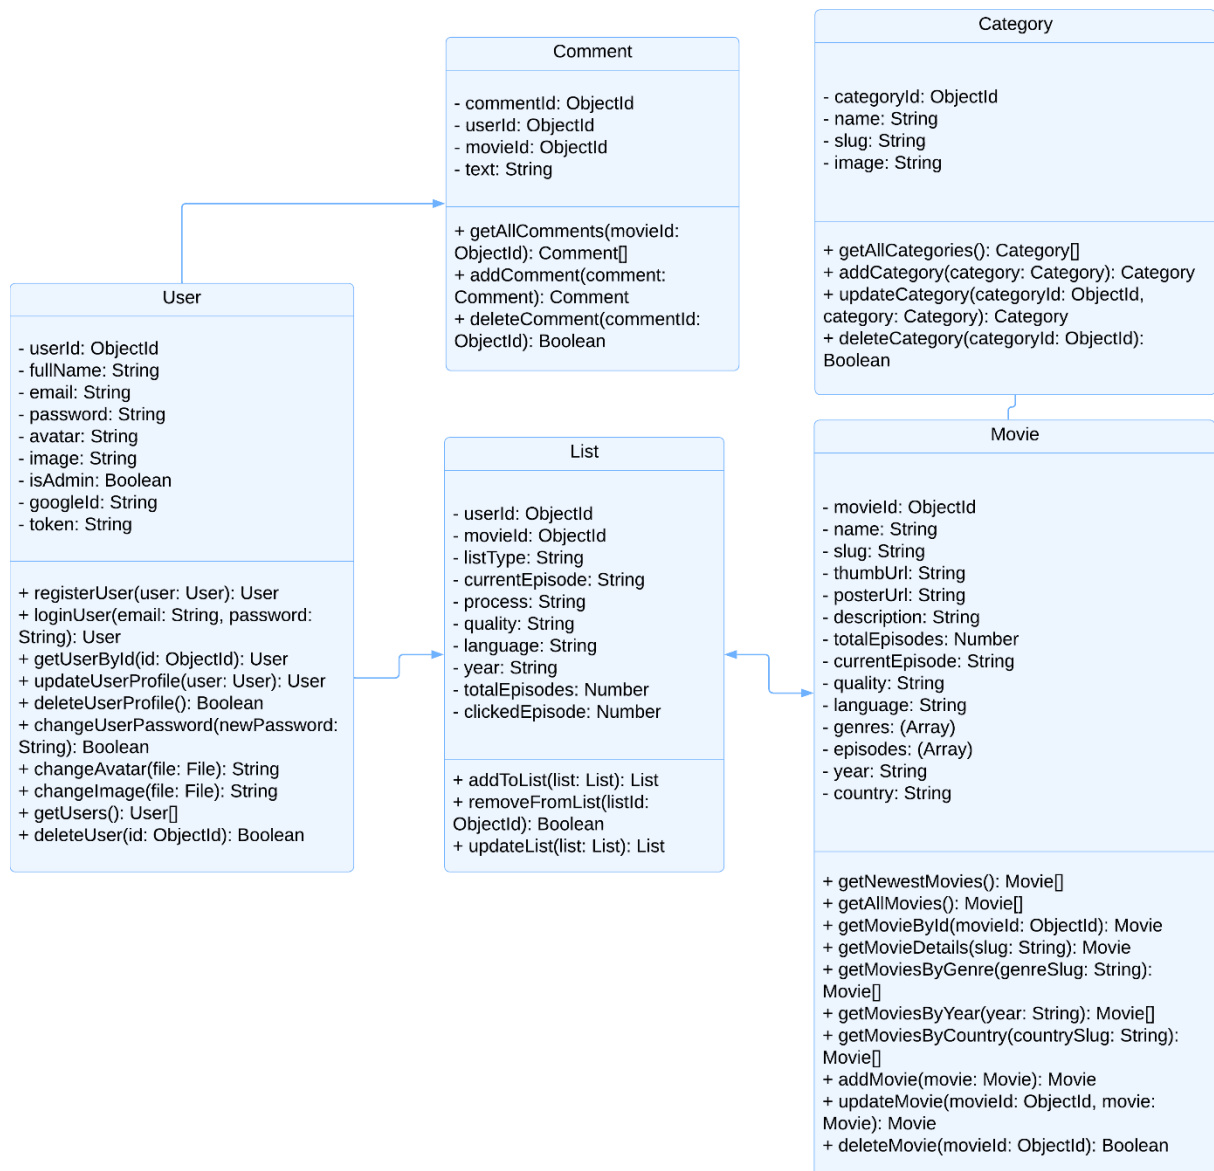 Comment
- commentId: ObjectId
- userId: ObjectId
- movieId: ObjectId
- text: String
+ getAllComments(movieId:
ObjectId): Comment[]
+ addComment(comment:
Comment): Comment
+ deleteComment(commentId:
ObjectId): Boolean
Category
- categoryId: ObjectId
- name: String
- slug: String
- image: String
+ getAllCategories(): Category[]
+ addCategory(category: Category): Category
+ updateCategory(categoryId: ObjectId,
category: Category): Category
+ deleteCategory(categoryId: ObjectId):
Boolean
User
- userId: ObjectId
- fullName: String
- email: String
- password: String
- avatar: String
- image: String
- isAdmin: Boolean
- googleId: String
- token: String
+ registerUser(user: User): User
+ loginUser(email: String, password:
String): User
+ getUserById(id: ObjectId): User
+ updateUserProfile(user: User): User
+ deleteUserProfile(): Boolean
+ changeUserPassword(newPassword:
String): Boolean
+ changeAvatar(file: File): String
+ changeImage(file: File): String
+ getUsers(): User[]
+ deleteUser(id: ObjectId): Boolean
List
- userId: ObjectId
- movieId: ObjectId
- listType: String
- currentEpisode: String
- process: String
- quality: String
- language: String
- year: String
- totalEpisodes: Number
- clickedEpisode: Number
+ addToList(list: List): List
+ removeFromList(listId:
ObjectId): Boolean
+ updateList(list: List): List
Movie
- movieId: ObjectId
- name: String
- slug: String
- thumbUrl: String
- posterUrl: String
- description: String
- totalEpisodes: Number
- currentEpisode: String
- quality: String
- language: String
- genres: (Array)
- episodes: (Array)
- year: String
- country: String
+ getNewestMovies(): Movie[]
+ getAllMovies(): Movie[]
+ getMovieById(movieId: ObjectId): Movie
+ getMovieDetails(slug: String): Movie
+ getMoviesByGenre(genreSlug: String):
Movie[]
+ getMoviesByYear(year: String): Movie[]
+ getMoviesByCountry(countrySlug: String):
Movie[]
+ addMovie(movie: Movie): Movie
+ updateMovie(movieId: ObjectId, movie:
Movie): Movie
+ deleteMovie(movieId: ObjectId): Boolean